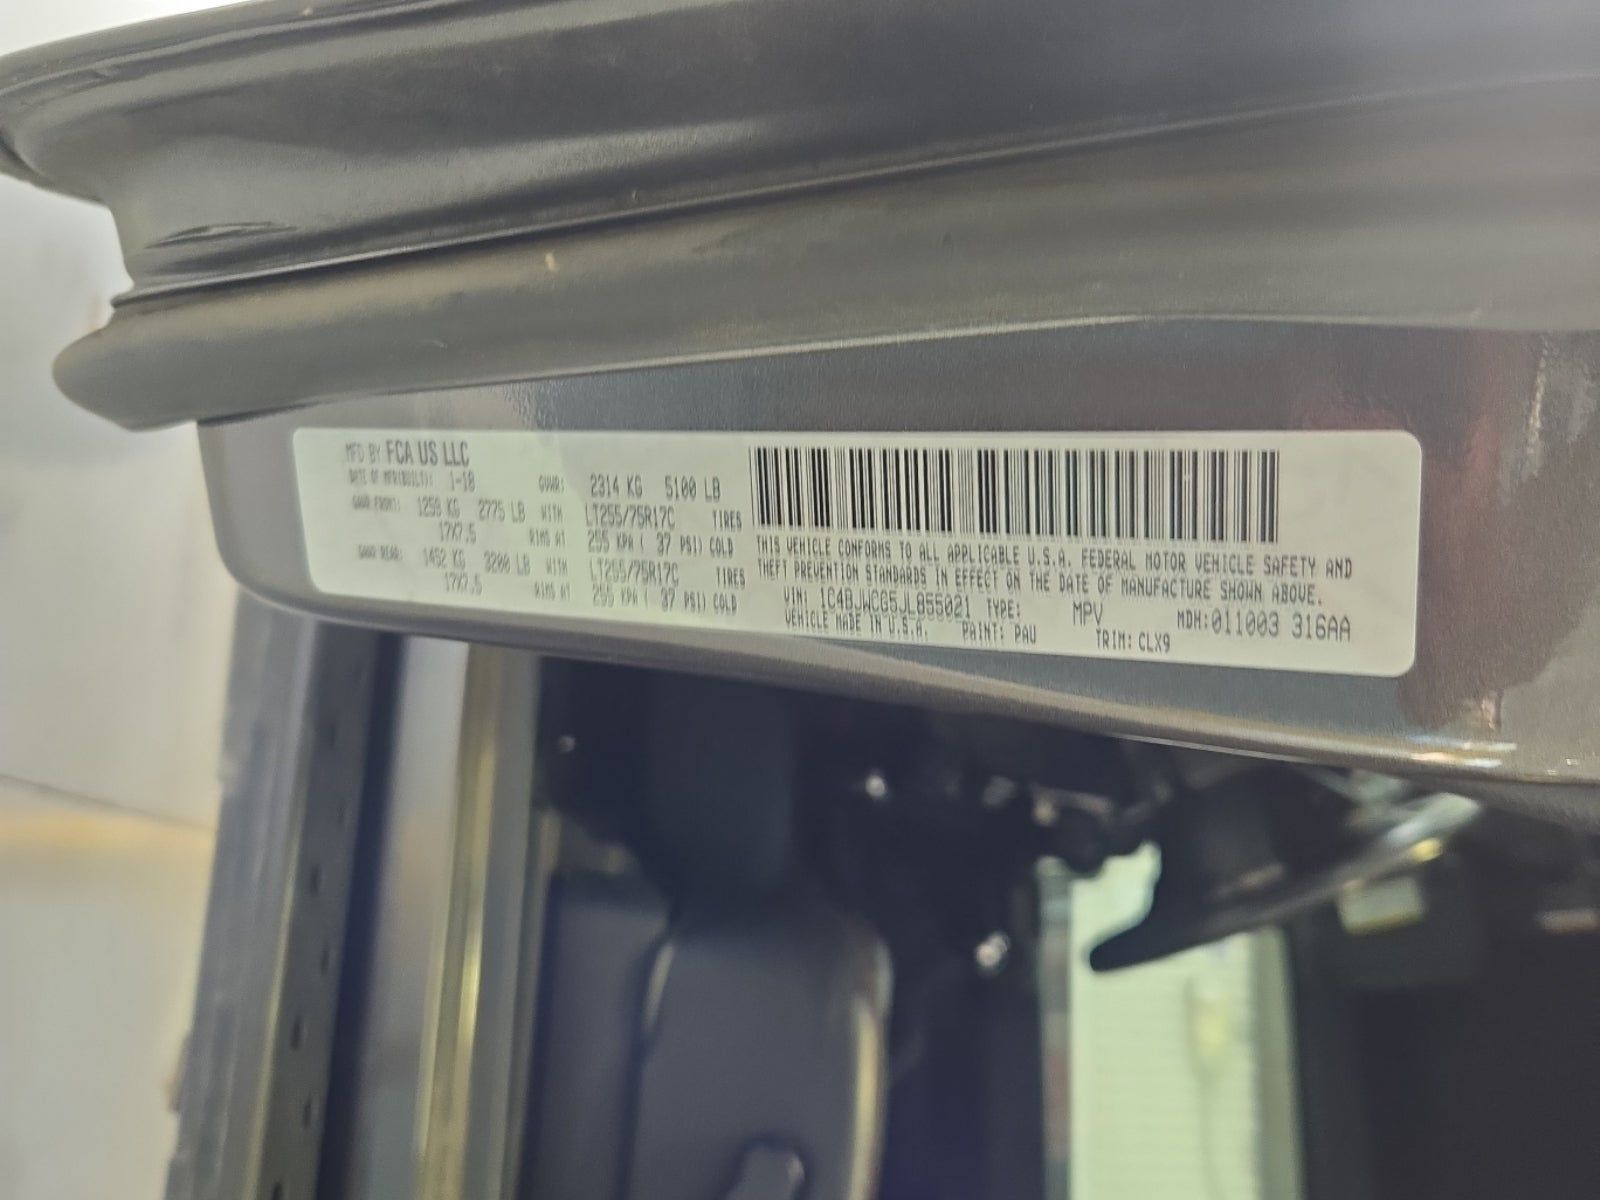 MFD BY FCA US LLC
DATE OF MFR(BUILT): 1-18 GVWR: 2314 KG 5100 LB
GAWR FRONT: 1259 KG 2775 LB WITH LT255/75R17C TIRES
17X7.5 RIMS AT 255 KPA ( 37 PSI) COLD
GAWR REAR: 1452 KG 3200 LB WITH LT255/75R17C TIRES
17X7.5 RIMS AT 255 KPA ( 37 PSI) COLD
THIS VEHICLE CONFORMS TO ALL APPLICABLE U.S.A. FEDERAL MOTOR VEHICLE SAFETY AND
THEFT PREVENTION STANDARDS IN EFFECT ON THE DATE OF MANUFACTURE SHOWN ABOVE.
VIN: 1C4BJWCG5JL855021 TYPE: MPV MDH:011003 316AA
VEHICLE MADE IN U.S.A. PAINT: PAU TRIM: CLX9